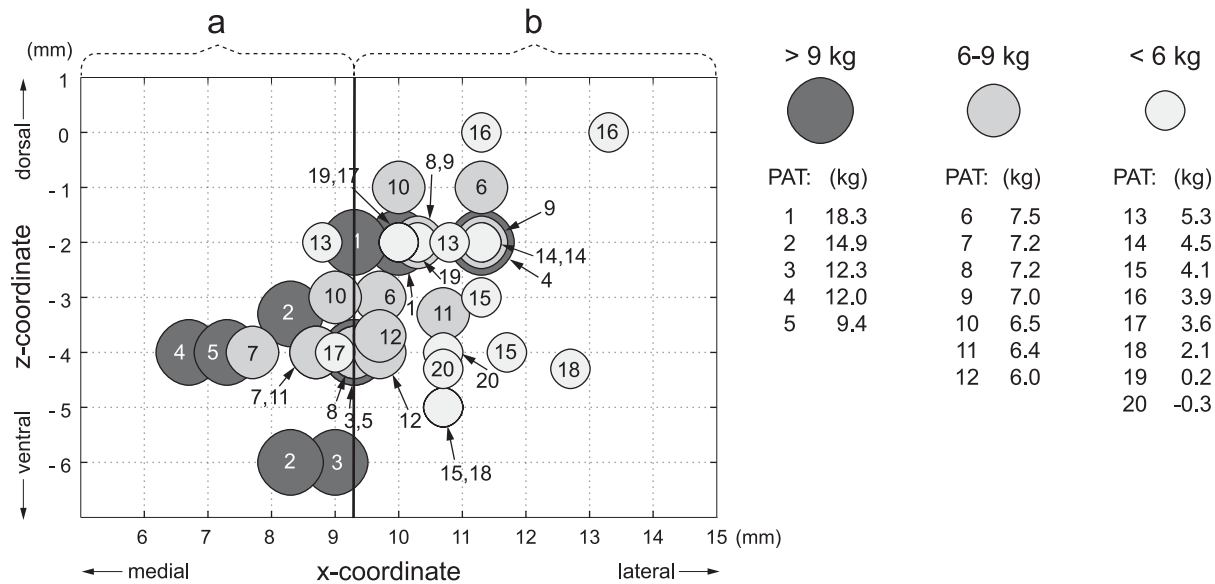 a b
(mm)
> 9 kg 6-9 kg < 6 kg
1
0
- 1
- 2
- 3
- 4
- 5
- 6
dorsal
z-coordinate
ventral
16 16
8,9
19,17
10 6
9
13 1 13
14,14
19 4
1
10 6 15
2 11
12
4 5 7 17 15
20 18
20
7,11
8 3,5 12
15,18
2 3
6 7 8 9 10 11 12 13 14 15 (mm)
medial x-coordinate lateral
PAT: (kg) PAT: (kg) PAT: (kg)
1 18.3 6 7.5 13 5.3
2 14.9 7 7.2 14 4.5
3 12.3 8 7.2 15 4.1
4 12.0 9 7.0 16 3.9
5 9.4 10 6.5 17 3.6
11 6.4 18 2.1
12 6.0 19 0.2
20 -0.3